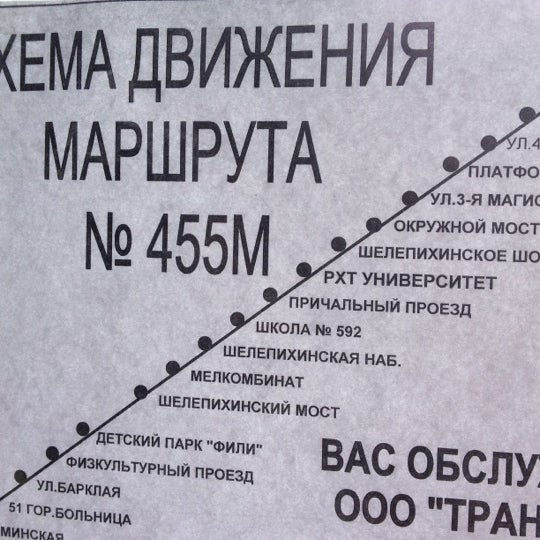 ХЕМА ДВИЖЕНИЯ
МАРШРУТА
№ 455М
УЛ.4
ПЛАТФО
УЛ.3-Я МАГИС
ОКРУЖНОЙ МОСТ
ШЕЛЕПИХИНСКОЕ ШО
РХТ УНИВЕРСИТЕТ
ПРИЧАЛЬНЫЙ ПРОЕЗД
ШКОЛА № 592
ШЕЛЕПИХИНСКАЯ НАБ.
МЕЛКОМБИНАТ
ШЕЛЕПИХИНСКИЙ МОСТ
ДЕТСКИЙ ПАРК "ФИЛИ"
ФИЗКУЛЬТУРНЫЙ ПРОЕЗД
УЛ.БАРКЛАЯ
51 ГОР.БОЛЬНИЦА
МИНСКАЯ
ВАС ОБСЛУ
ООО "ТРАН